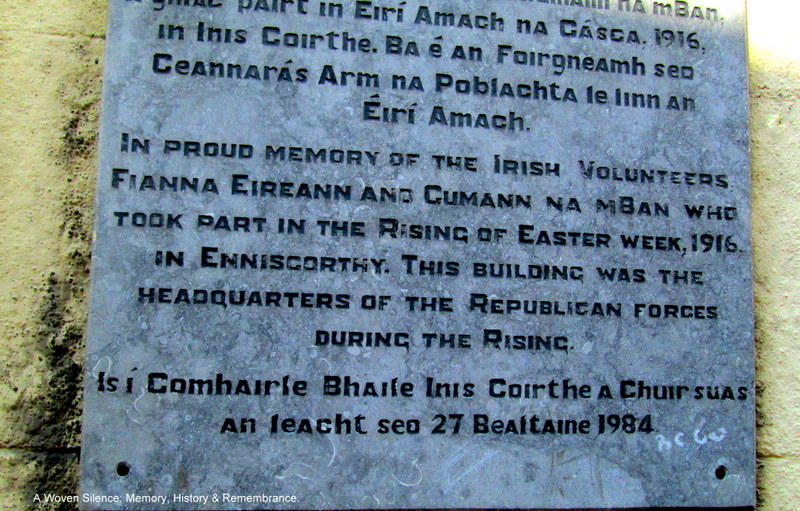 na mBan,
páirt in Éirí Amach na Cásca, 1916,
in Inis Coirthe. Ba é an Foirgneamh seo
Ceannarás Arm na Poblachta le linn an
Éirí Amach.
In proud memory of the Irish Volunteers,
Fianna Eireann and Cumann na mBan who
took part in the Rising of Easter week, 1916.
in Enniscorthy. This building was the
headquarters of the Republican forces
during the Rising.
Is í Comhairle Bhaile Inis Coirthe a Chuir suas
an leacht seo 27 Bealtaine 1984.
A Woven Silence: Memory, History & Remembrance.